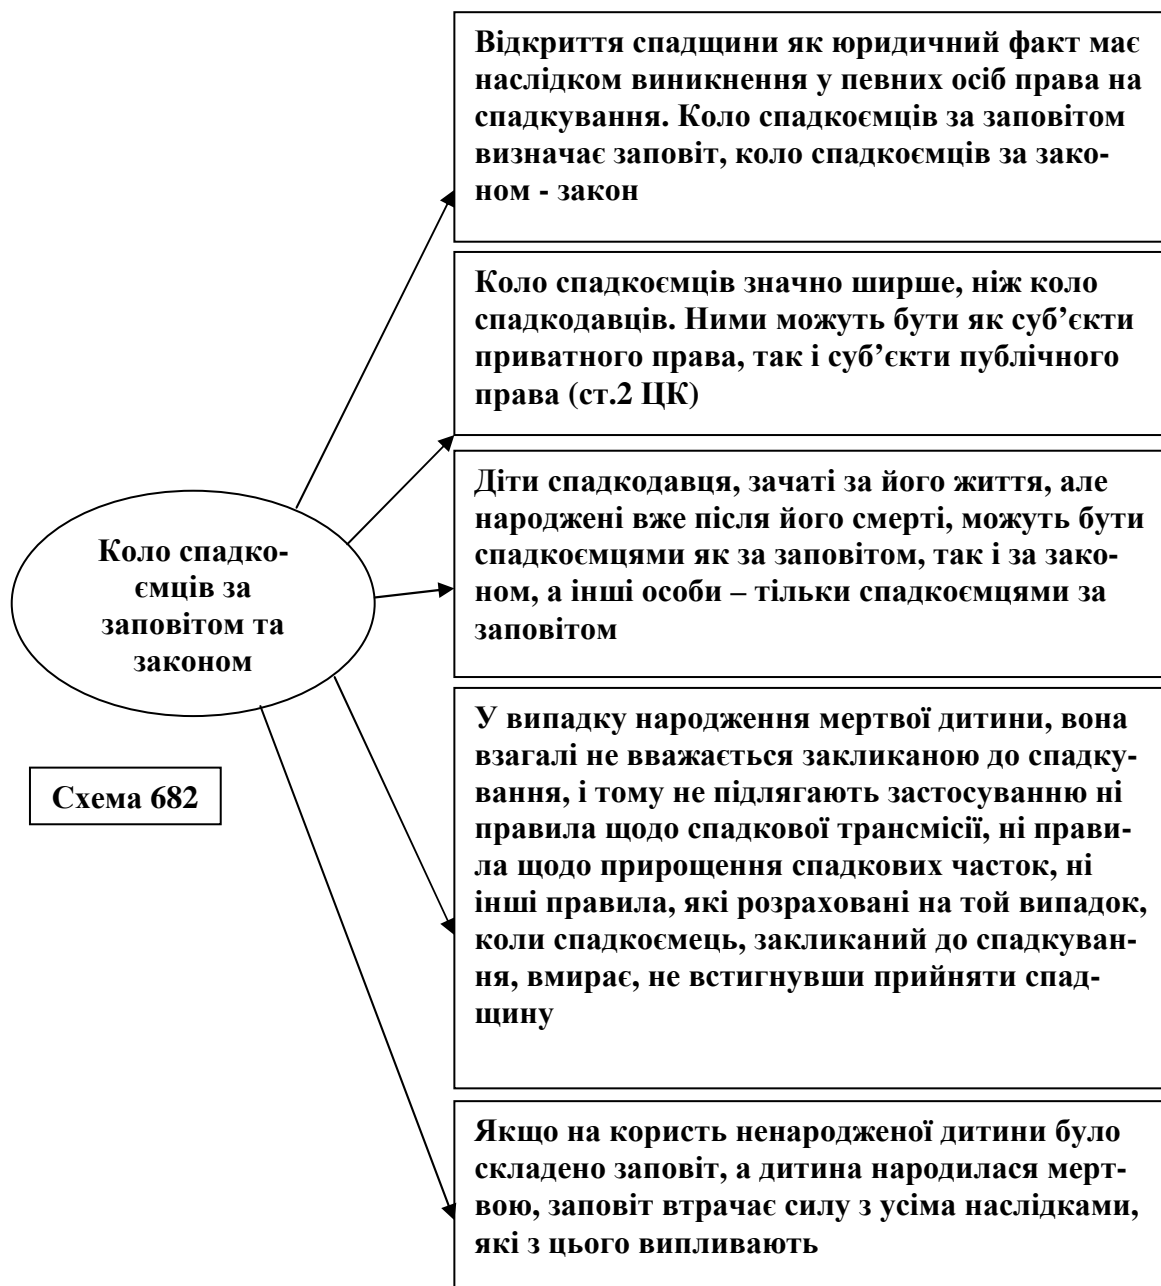 Відкриття спадщини як юридичний факт має
наслідком виникнення у певних осіб права на
спадкування. Коло спадкоємців за заповітом
визначає заповіт, коло спадкоємців за зако-
ном - закон
Коло спадкоємців значно ширше, ніж коло
спадкодавців. Ними можуть бути як суб’єкти
приватного права, так і суб’єкти публічного
права (ст.2 ЦК)
Діти спадкодавця, зачаті за його життя, але
народжені вже після його смерті, можуть бути
спадкоємцями як за заповітом, так і за зако-
ном, а інші особи – тільки спадкоємцями за
заповітом
Коло спадко-
ємців за
заповітом та
законом
У випадку народження мертвої дитини, вона
взагалі не вважається закликаною до спадку-
вання, і тому не підлягають застосуванню ні
правила щодо спадкової трансмісії, ні прави-
ла щодо прирощення спадкових часток, ні
інші правила, які розраховані на той випадок,
коли спадкоємець, закликаний до спадкуван-
ня, вмирає, не встигнувши прийняти спад-
щину
Схема 682
Якщо на користь ненародженої дитини було
складено заповіт, а дитина народилася мерт-
вою, заповіт втрачає силу з усіма наслідками,
які з цього випливають